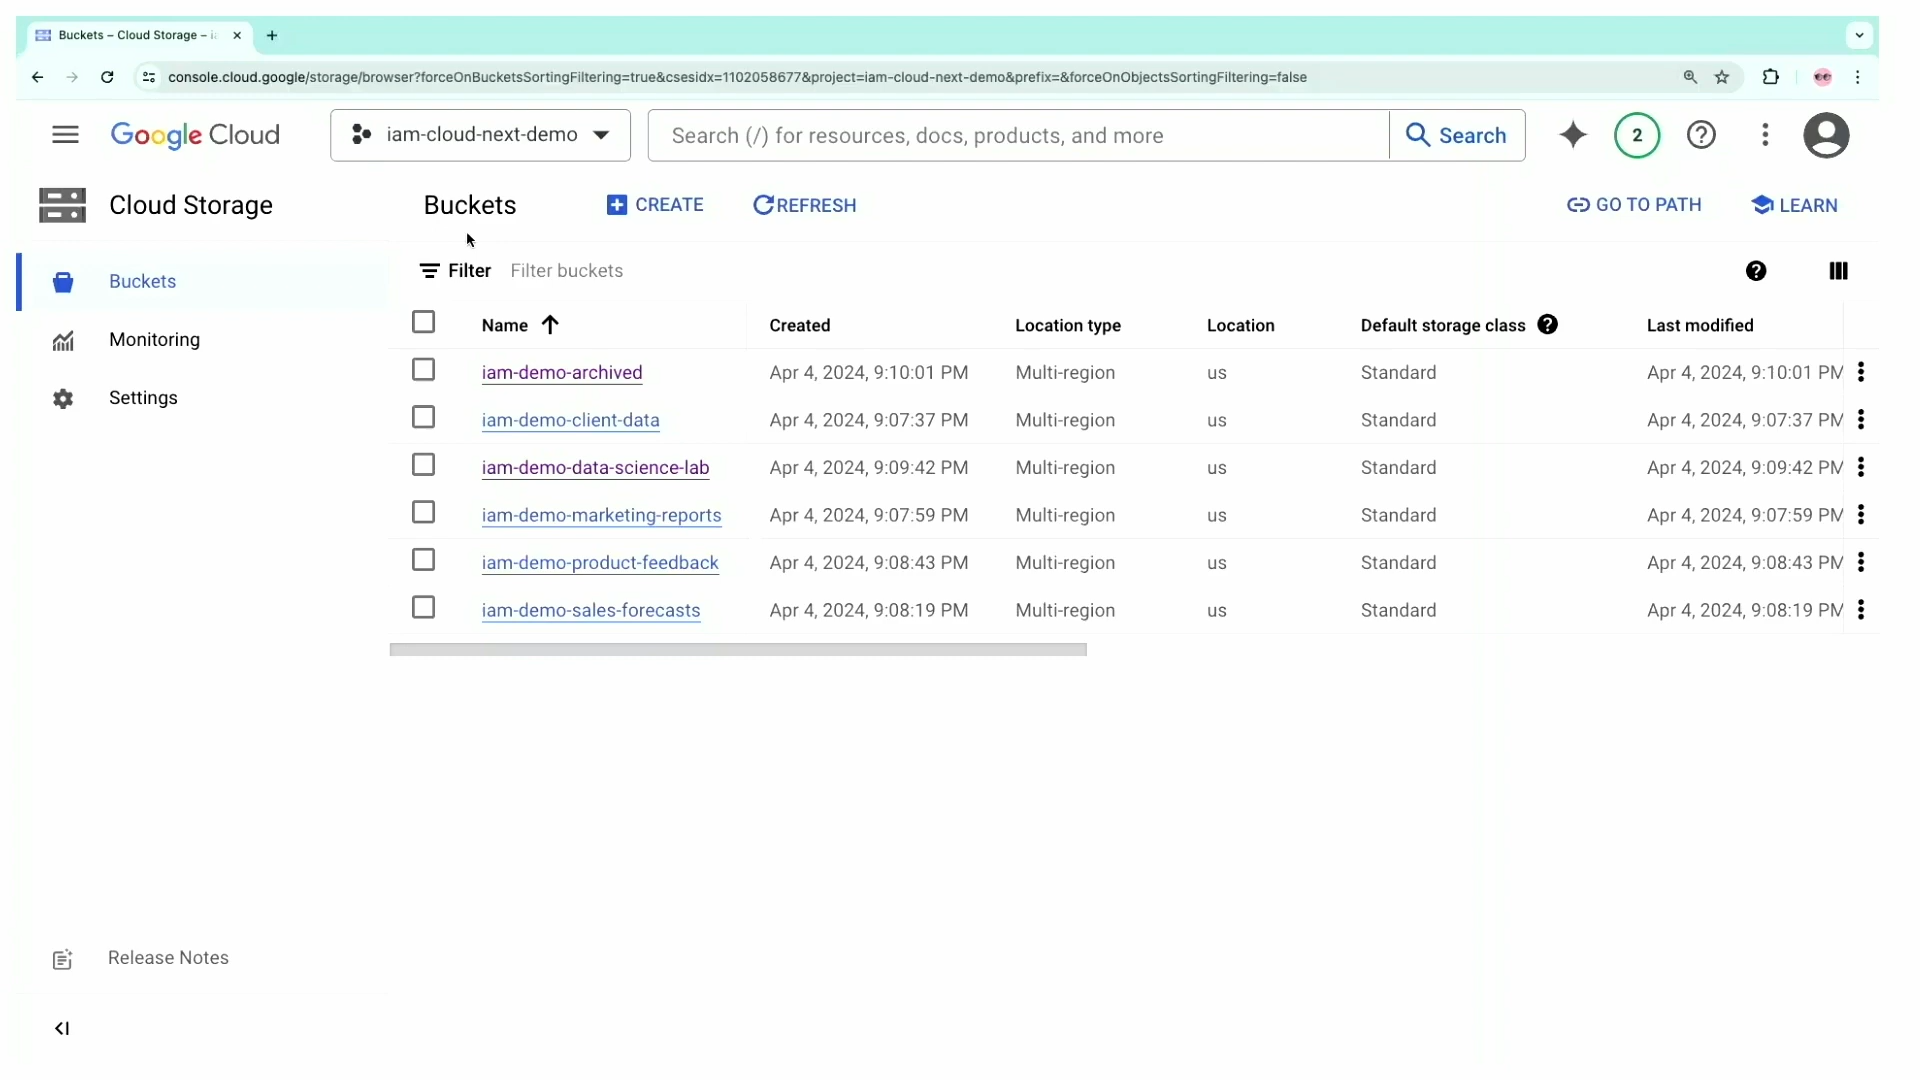 Buckets – Cloud Storage –
console.cloud.google/storage/browser?forceOnBucketsSortingFiltering=true&csesidx=1102058677&project=iam-cloud-next-demo&prefix=&forceOnObjectsSortingFiltering=false
Google Cloud
iam-cloud-next-demo
Search (/) for resources, docs, products, and more
Search
2
Cloud Storage
Buckets
CREATE
REFRESH
GO TO PATH
LEARN
Buckets
Monitoring
Settings
Filter Filter buckets
Name Created Location type Location Default storage class Last modified
iam-demo-archived Apr 4, 2024, 9:10:01 PM Multi-region us Standard Apr 4, 2024, 9:10:01 PM
iam-demo-client-data Apr 4, 2024, 9:07:37 PM Multi-region us Standard Apr 4, 2024, 9:07:37 PM
iam-demo-data-science-lab Apr 4, 2024, 9:09:42 PM Multi-region us Standard Apr 4, 2024, 9:09:42 PM
iam-demo-marketing-reports Apr 4, 2024, 9:07:59 PM Multi-region us Standard Apr 4, 2024, 9:07:59 PM
iam-demo-product-feedback Apr 4, 2024, 9:08:43 PM Multi-region us Standard Apr 4, 2024, 9:08:43 PM
iam-demo-sales-forecasts Apr 4, 2024, 9:08:19 PM Multi-region us Standard Apr 4, 2024, 9:08:19 PM
Release Notes